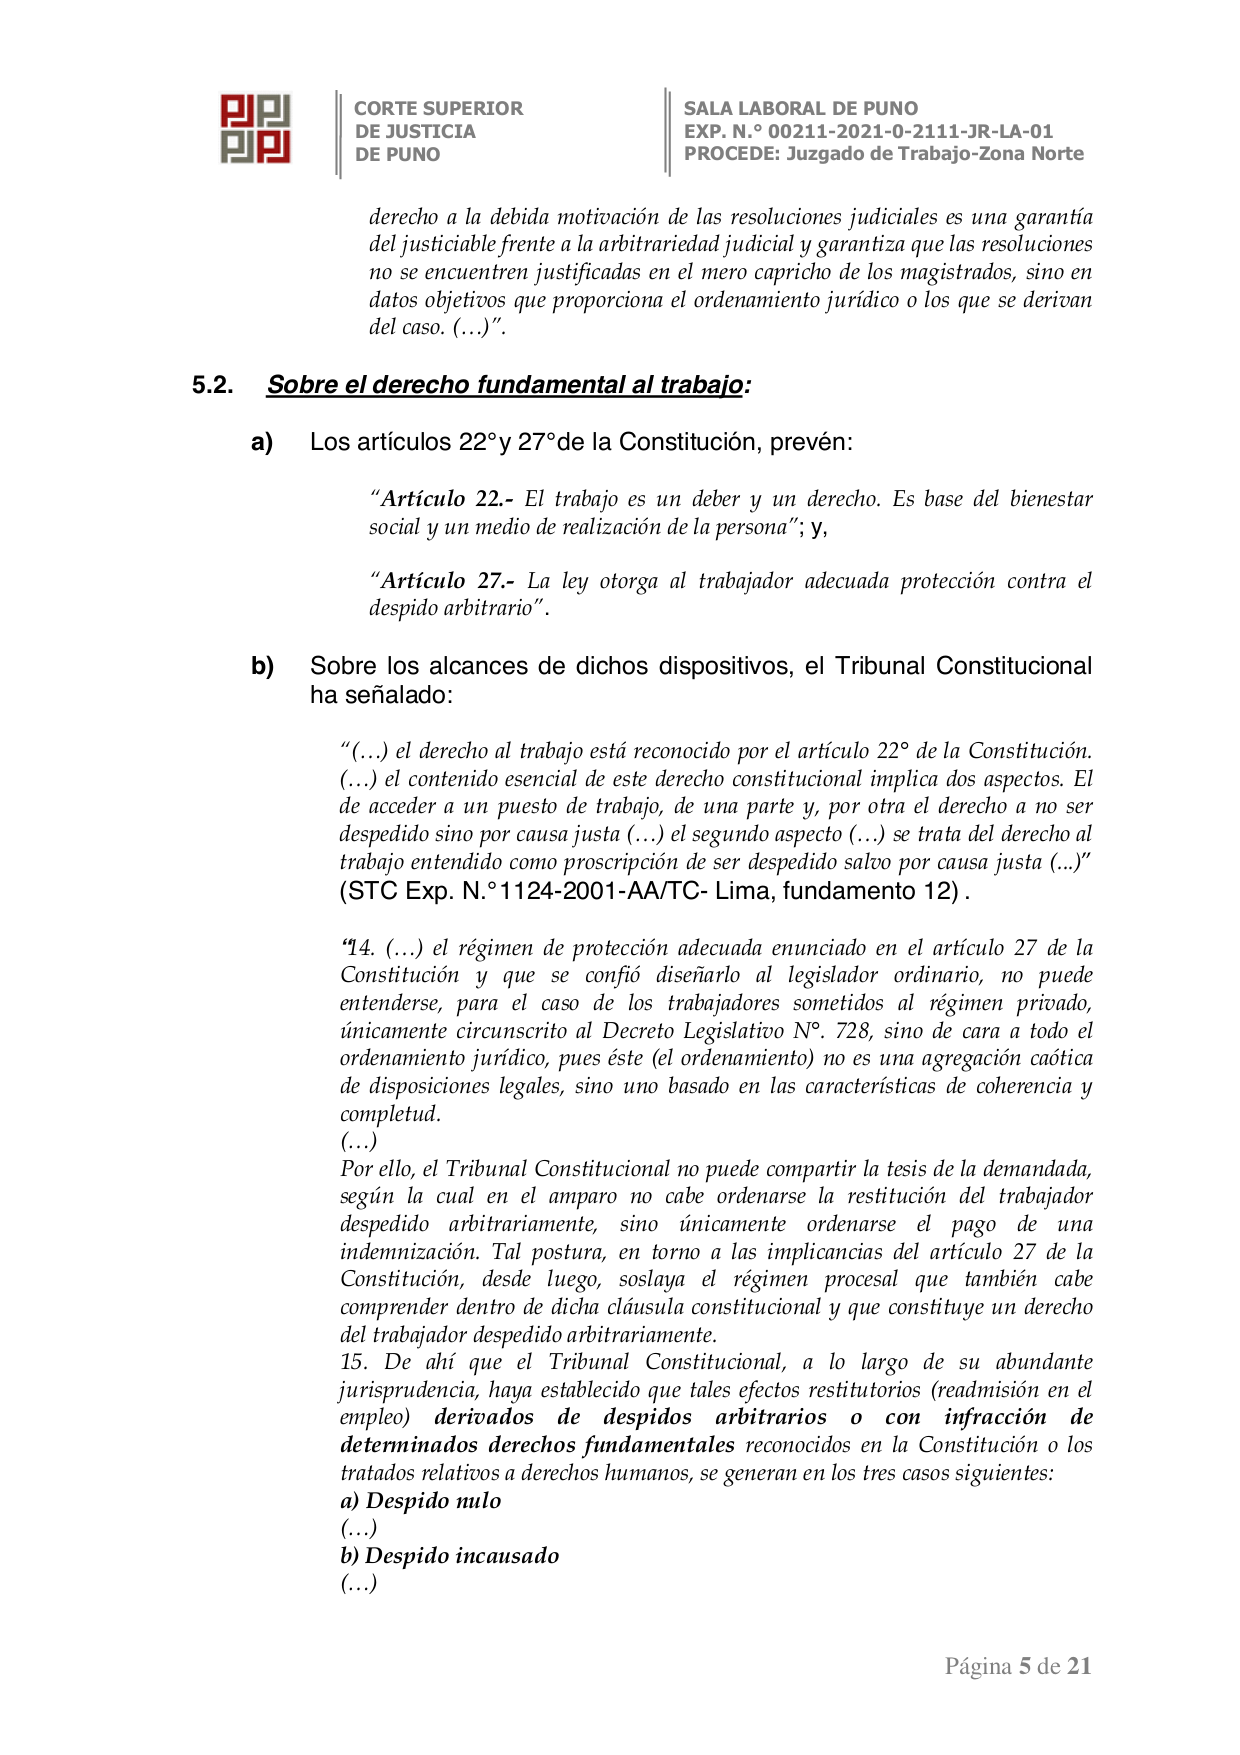 CORTE SUPERIOR
DE JUSTICIA
DE PUNO
SALA LABORAL DE PUNO
EXP. N.° 00211-2021-0-2111-JR-LA-01
PROCEDE: Juzgado de Trabajo-Zona Norte
derecho a la debida motivación de las resoluciones judiciales es una garantía
del justiciable frente a la arbitrariedad judicial y garantiza que las resoluciones
no se encuentren justificadas en el mero capricho de los magistrados, sino en
datos objetivos que proporciona el ordenamiento jurídico o los que se derivan
del caso. (…)”.
5.2. Sobre el derecho fundamental al trabajo:
a) Los artículos 22°y 27°de la Constitución, prevén:
“Artículo 22.- El trabajo es un deber y un derecho. Es base del bienestar
social y un medio de realización de la persona”; y,
“Artículo 27.- La ley otorga al trabajador adecuada protección contra el
despido arbitrario”.
b) Sobre los alcances de dichos dispositivos, el Tribunal Constitucional
ha señalado:
“(…) el derecho al trabajo está reconocido por el artículo 22° de la Constitución.
(…) el contenido esencial de este derecho constitucional implica dos aspectos. El
de acceder a un puesto de trabajo, de una parte y, por otra el derecho a no ser
despedido sino por causa justa (…) el segundo aspecto (…) se trata del derecho al
trabajo entendido como proscripción de ser despedido salvo por causa justa (...)”
(STC Exp. N.°1124-2001-AA/TC- Lima, fundamento 12) .
“14. (…) el régimen de protección adecuada enunciado en el artículo 27 de la
Constitución y que se confió diseñarlo al legislador ordinario, no puede
entenderse, para el caso de los trabajadores sometidos al régimen privado,
únicamente circunscrito al Decreto Legislativo N°. 728, sino de cara a todo el
ordenamiento jurídico, pues éste (el ordenamiento) no es una agregación caótica
de disposiciones legales, sino uno basado en las características de coherencia y
completud.
(…)
Por ello, el Tribunal Constitucional no puede compartir la tesis de la demandada,
según la cual en el amparo no cabe ordenarse la restitución del trabajador
despedido arbitrariamente, sino únicamente ordenarse el pago de una
indemnización. Tal postura, en torno a las implicancias del artículo 27 de la
Constitución, desde luego, soslaya el régimen procesal que también cabe
comprender dentro de dicha cláusula constitucional y que constituye un derecho
del trabajador despedido arbitrariamente.
15. De ahí que el Tribunal Constitucional, a lo largo de su abundante
jurisprudencia, haya establecido que tales efectos restitutorios (readmisión en el
empleo) derivados de despidos arbitrarios o con infracción de
determinados derechos fundamentales reconocidos en la Constitución o los
tratados relativos a derechos humanos, se generan en los tres casos siguientes:
a) Despido nulo
(…)
b) Despido incausado
(…)
Página 5 de 21